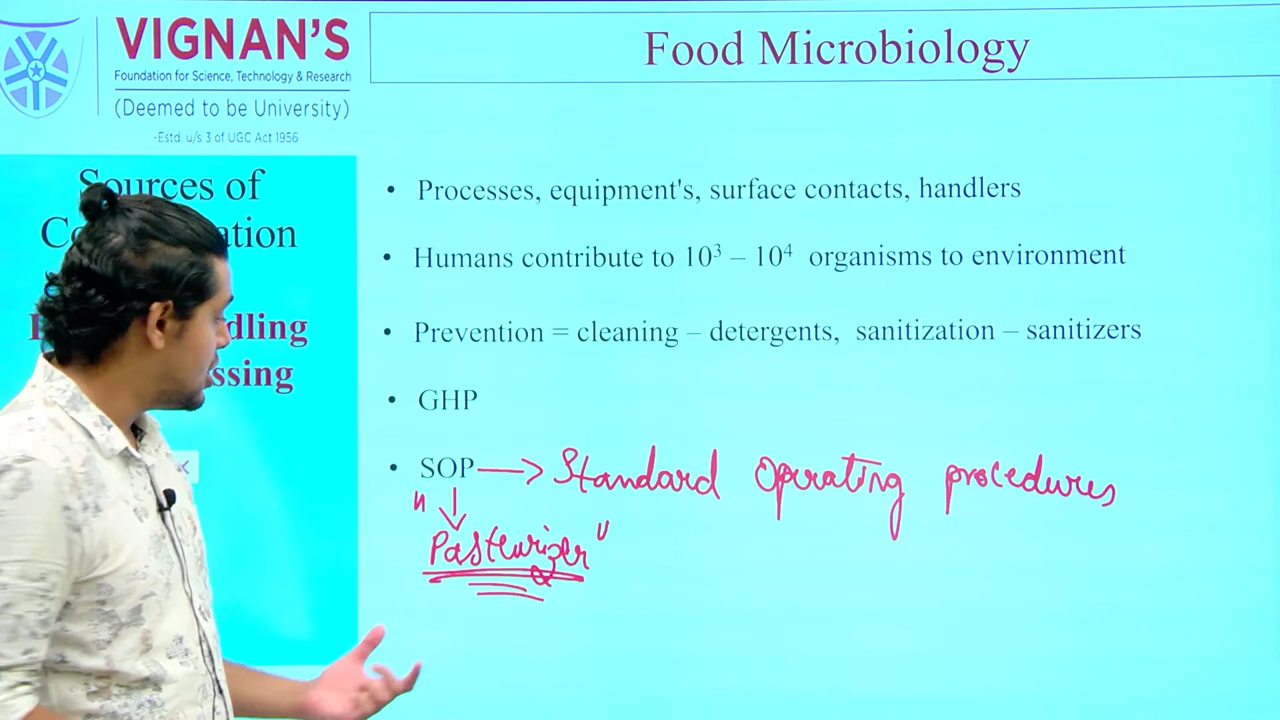 VIGNAN'S
Foundation for Science, Technology & Research
(Deemed to be University)
-Estd. u/s 3 of UGC Act 1956
Food Microbiology
Sources of
• Processes, equipment's, surface contacts, handlers
• Humans contribute to 10³ – 10⁴ organisms to environment
• Prevention = cleaning – detergents, sanitization – sanitizers
• GHP
• SOP → Standard Operating procedures
"Pasteurizer"